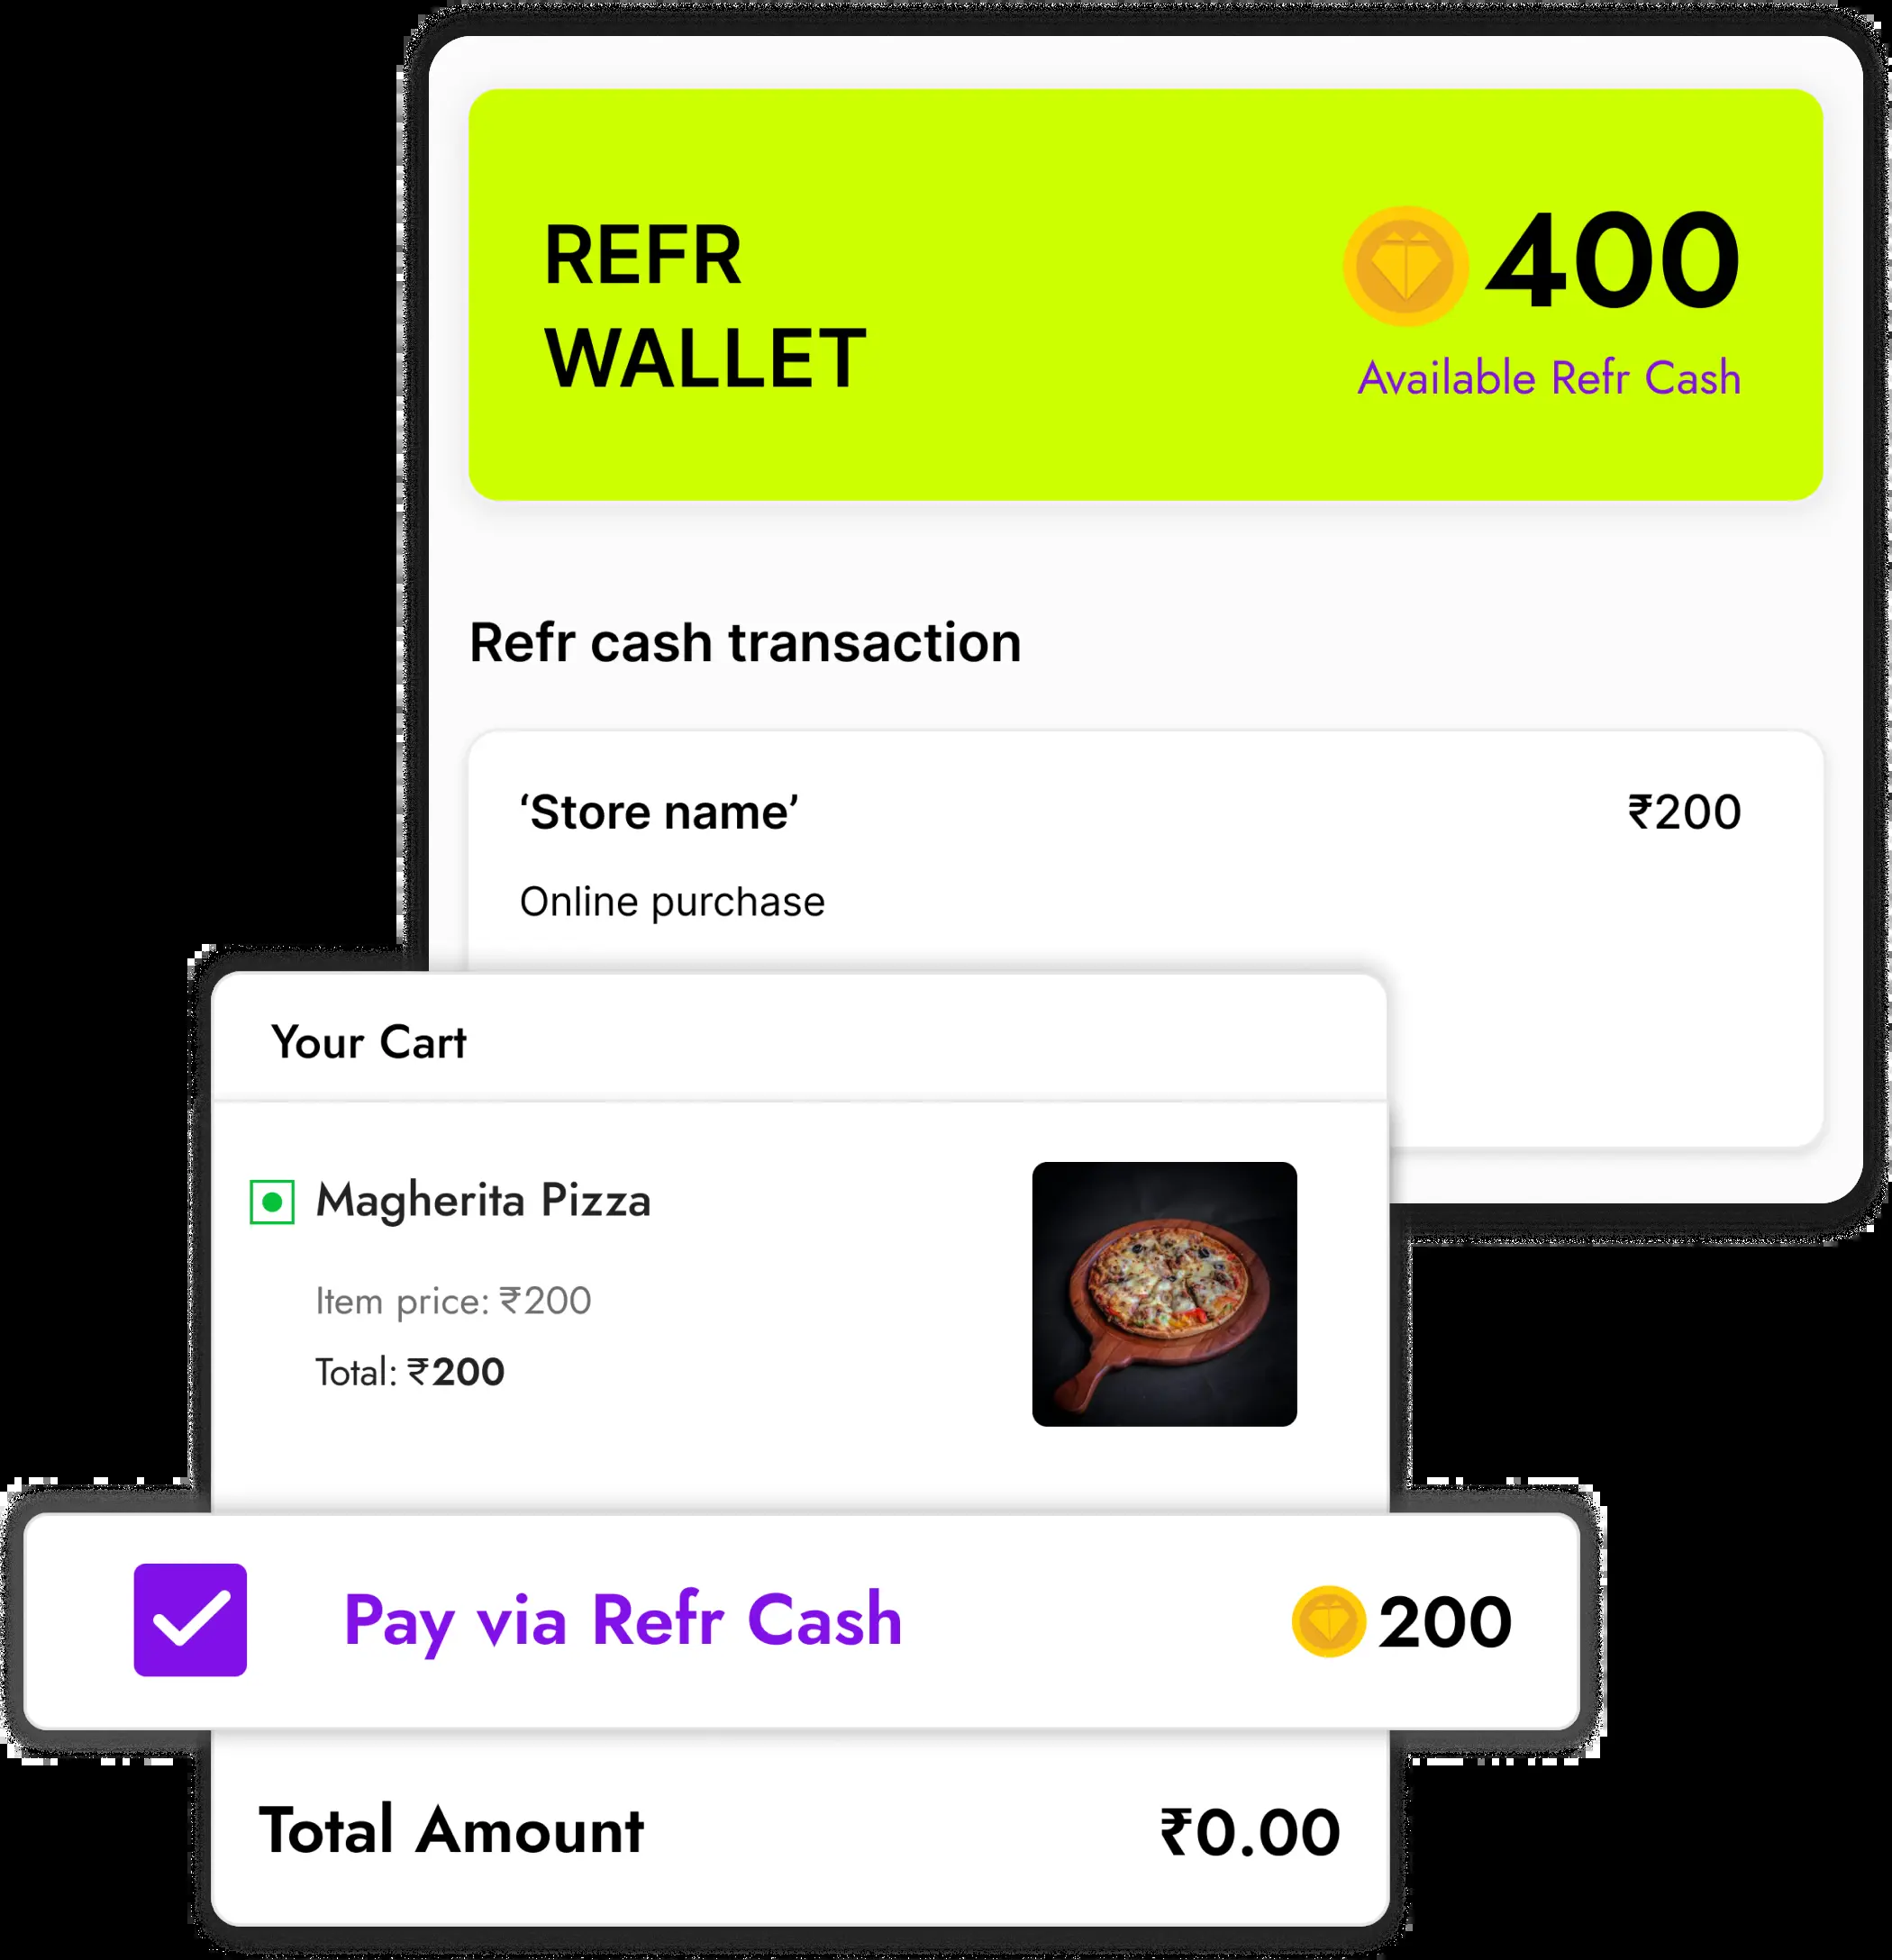 REFR
WALLET
400
Available Refr Cash
Refr cash transaction
‘Store name’ ₹200
Online purchase
Your Cart
Magherita Pizza
Item price: ₹200
Total: ₹200
Pay via Refr Cash 200
Total Amount ₹0.00